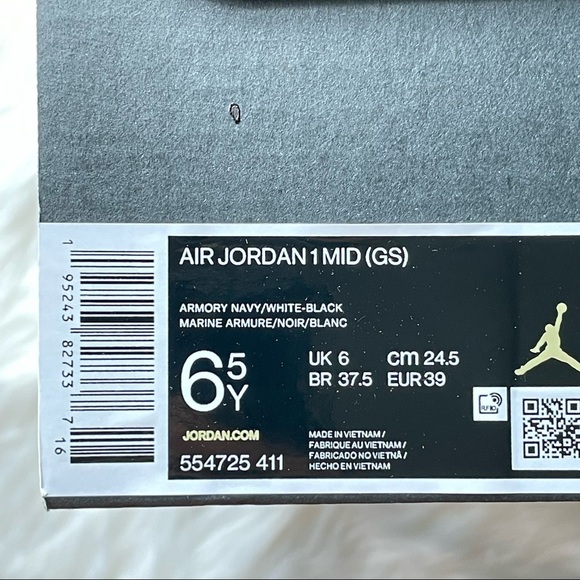 AIR JORDAN 1 MID (GS)
ARMORY NAVY/WHITE-BLACK
MARINE ARMURE/NOIR/BLANC
6 5Y
UK 6 cm 24.5
BR 37.5 EUR 39
JORDAN.COM
554725 411
MADE IN VIETNAM /
FABRIQUE AU VIETNAM /
FABRICADO NO VIETNÃ /
HECHO EN VIETNAM
RFID
1 95243 82733 7 16